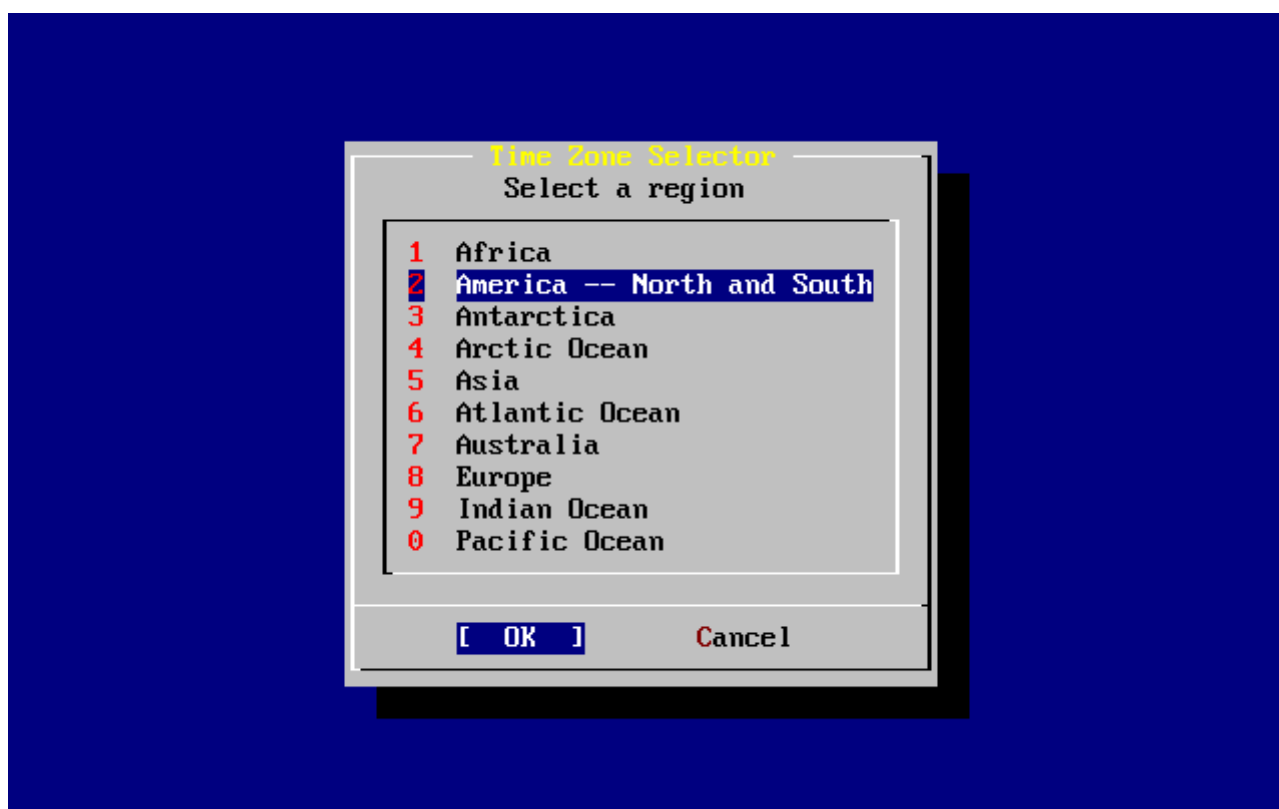 Time Zone Selector
Select a region
1 Africa
2 America -- North and South
3 Antarctica
4 Arctic Ocean
5 Asia
6 Atlantic Ocean
7 Australia
8 Europe
9 Indian Ocean
0 Pacific Ocean
[ OK ] Cancel